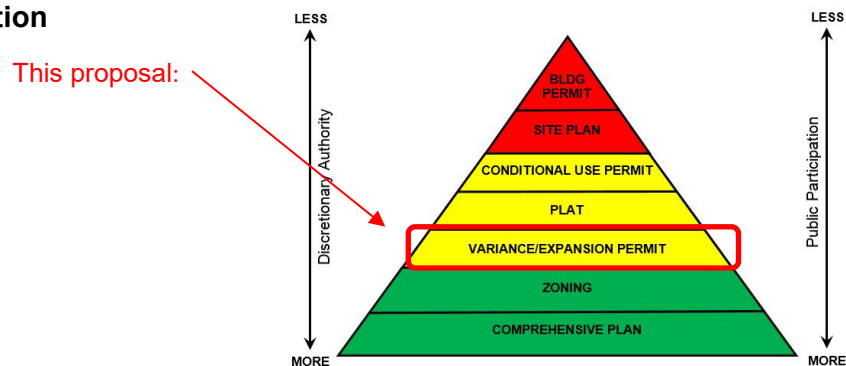 tion
This proposal:
LESS
LESS
BLDG
PERMIT
SITE PLAN
CONDITIONAL USE PERMIT
PLAT
VARIANCE/EXPANSION PERMIT
ZONING
COMPREHENSIVE PLAN
Discretionary Authority
Public Participation
MORE
MORE